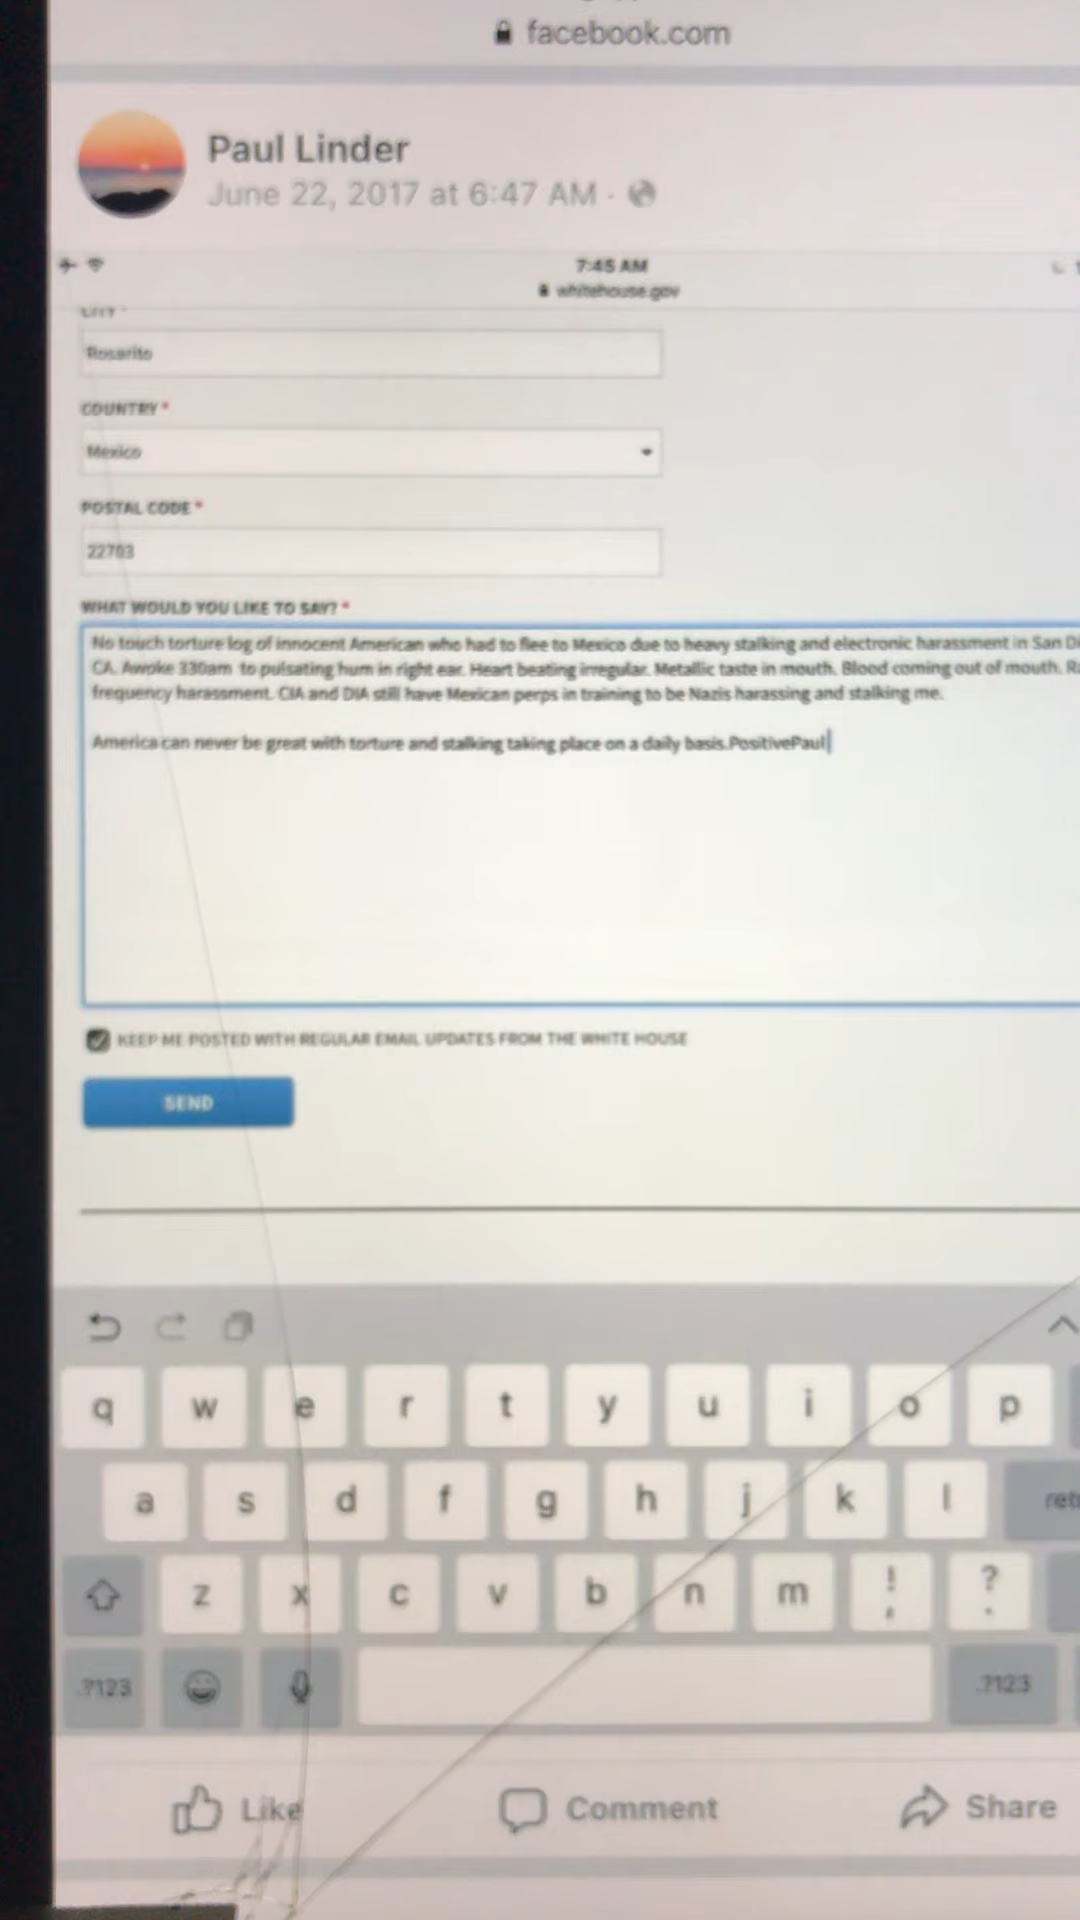 facebook.com
Paul Linder
June 22, 2017 at 6:47 AM ·
7:45 AM
whitehouse.gov
CITY *
Rosarito
COUNTRY *
Mexico
POSTAL CODE *
22703
WHAT WOULD YOU LIKE TO SAY? *
No touch torture log of innocent American who had to flee to Mexico due to heavy stalking and electronic harassment in San
CA. Awoke 330am to pulsating hum in right ear. Heart beating irregular. Metallic taste in mouth. Blood coming out of mouth.
frequency harassment. CIA and DIA still have Mexican perps in training to be Nazis harassing and stalking me.
America can never be great with torture and stalking taking place on a daily basis.PositivePaul
KEEP ME POSTED WITH REGULAR EMAIL UPDATES FROM THE WHITE HOUSE
SEND
q w e r t y u i o p
a s d f g h j k l
z x c v b n m ! , ? .
.?123 .?123
Like Comment Share